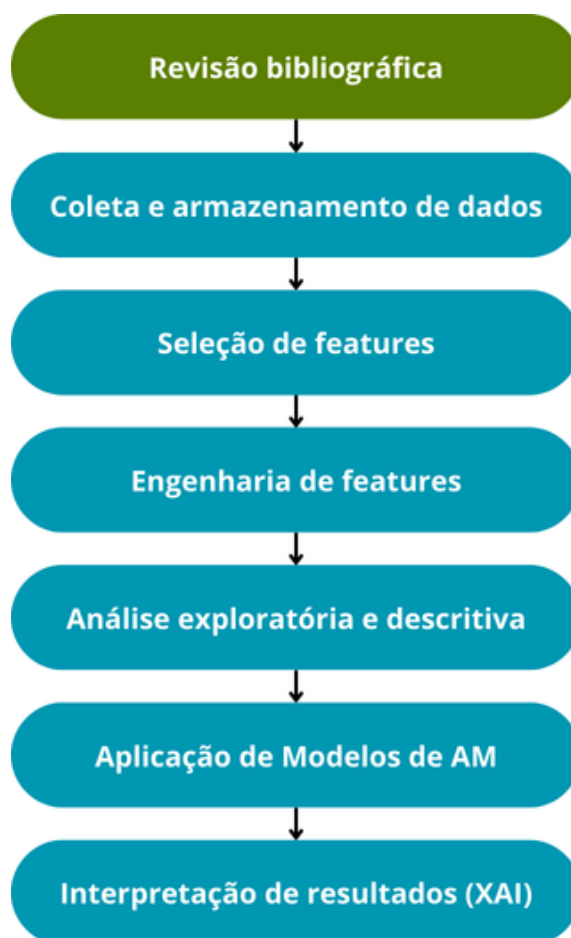 Revisão bibliográfica
Coleta e armazenamento de dados
Seleção de features
Engenharia de features
Análise exploratória e descritiva
Aplicação de Modelos de AM
Interpretação de resultados (XAI)